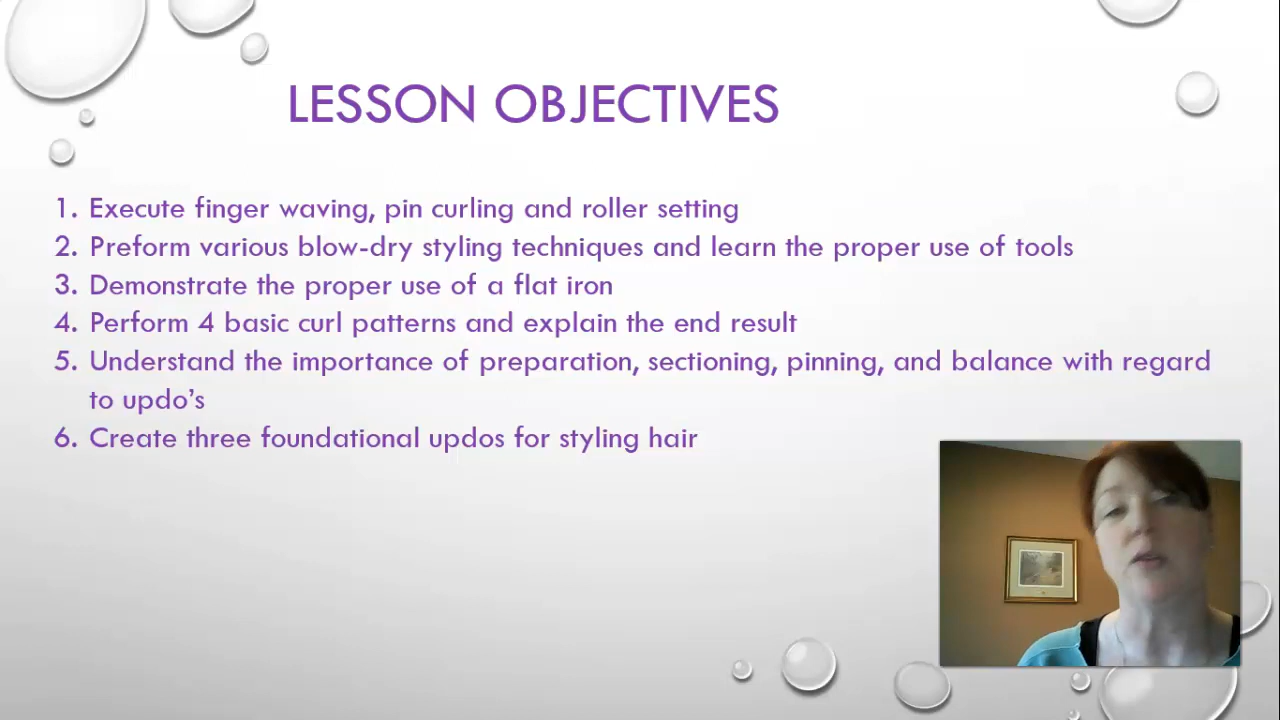 LESSON OBJECTIVES
1. Execute finger waving, pin curling and roller setting
2. Preform various blow-dry styling techniques and learn the proper use of tools
3. Demonstrate the proper use of a flat iron
4. Perform 4 basic curl patterns and explain the end result
5. Understand the importance of preparation, sectioning, pinning, and balance with regard
to updo’s
6. Create three foundational updos for styling hair